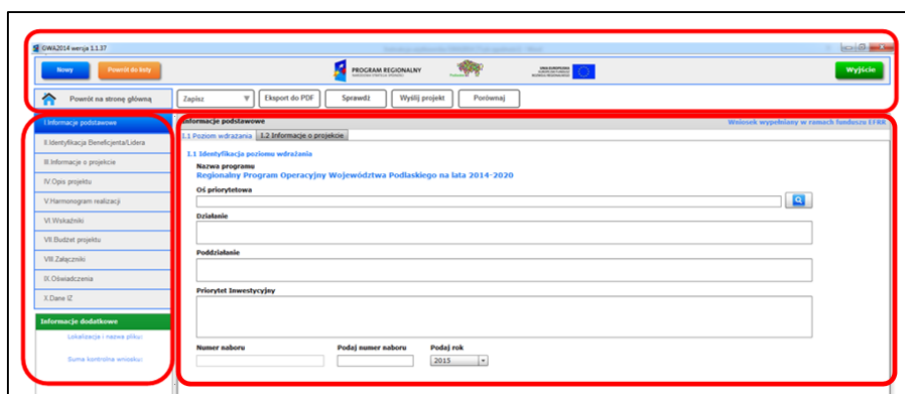 GWA2014 wersja 1.1.37
Nowy Powrót do listy PROGRAM REGIONALNY UNIA EUROPEJSKA Wyjście
Powrót na stronę główną Zapisz Eksport do PDF Sprawdź Wyślij projekt Porównaj
I.Informacje podstawowe
II.Identyfikacja Beneficjenta/Lidera
III.Informacje o projekcie
IV.Opis projektu
V.Harmonogram realizacji
VI.Wskaźniki
VII.Budżet projektu
VIII.Załączniki
IX.Oświadczenia
X.Dane IZ
Informacje dodatkowe
Lokalizacja i nazwa pliku:
Suma kontrolna wniosku:
Informacje podstawowe Wniosek wypełniany w ramach funduszu EFRR
I.1 Poziom wdrażania I.2 Informacje o projekcie
I.1 Identyfikacja poziomu wdrażania
Nazwa programu
Regionalny Program Operacyjny Województwa Podlaskiego na lata 2014-2020
Oś priorytetowa
Działanie
Poddziałanie
Priorytet Inwestycyjny
Numer naboru Podaj numer naboru Podaj rok
2015